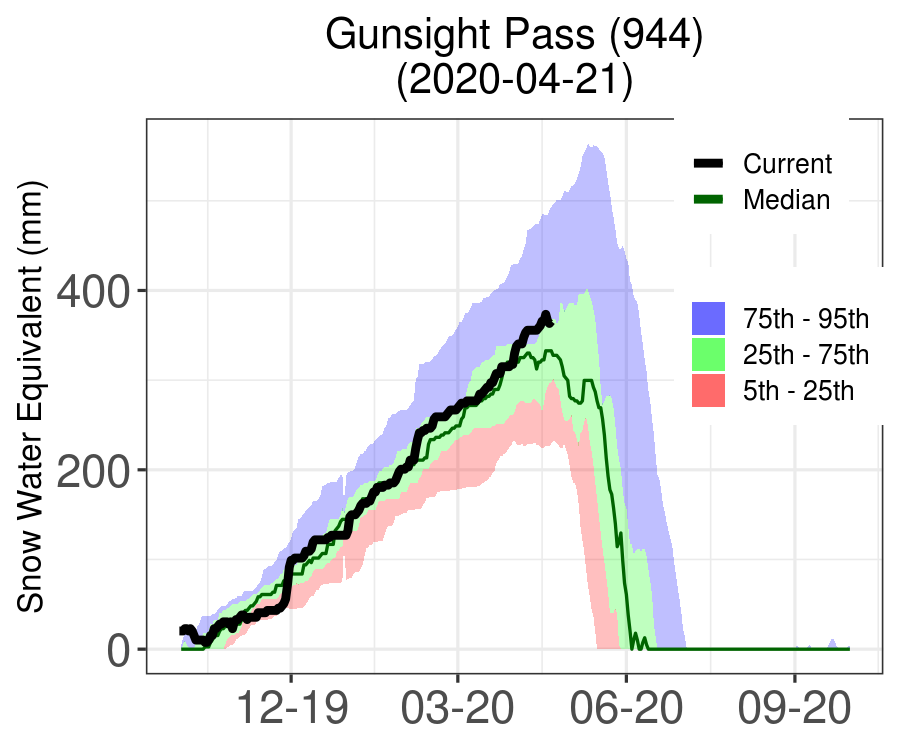 Gunsight Pass (944)
(2020-04-21)
Snow Water Equivalent (mm)
400
200
0
12-19
03-20
06-20
09-20
Current
Median
75th - 95th
25th - 75th
5th - 25th